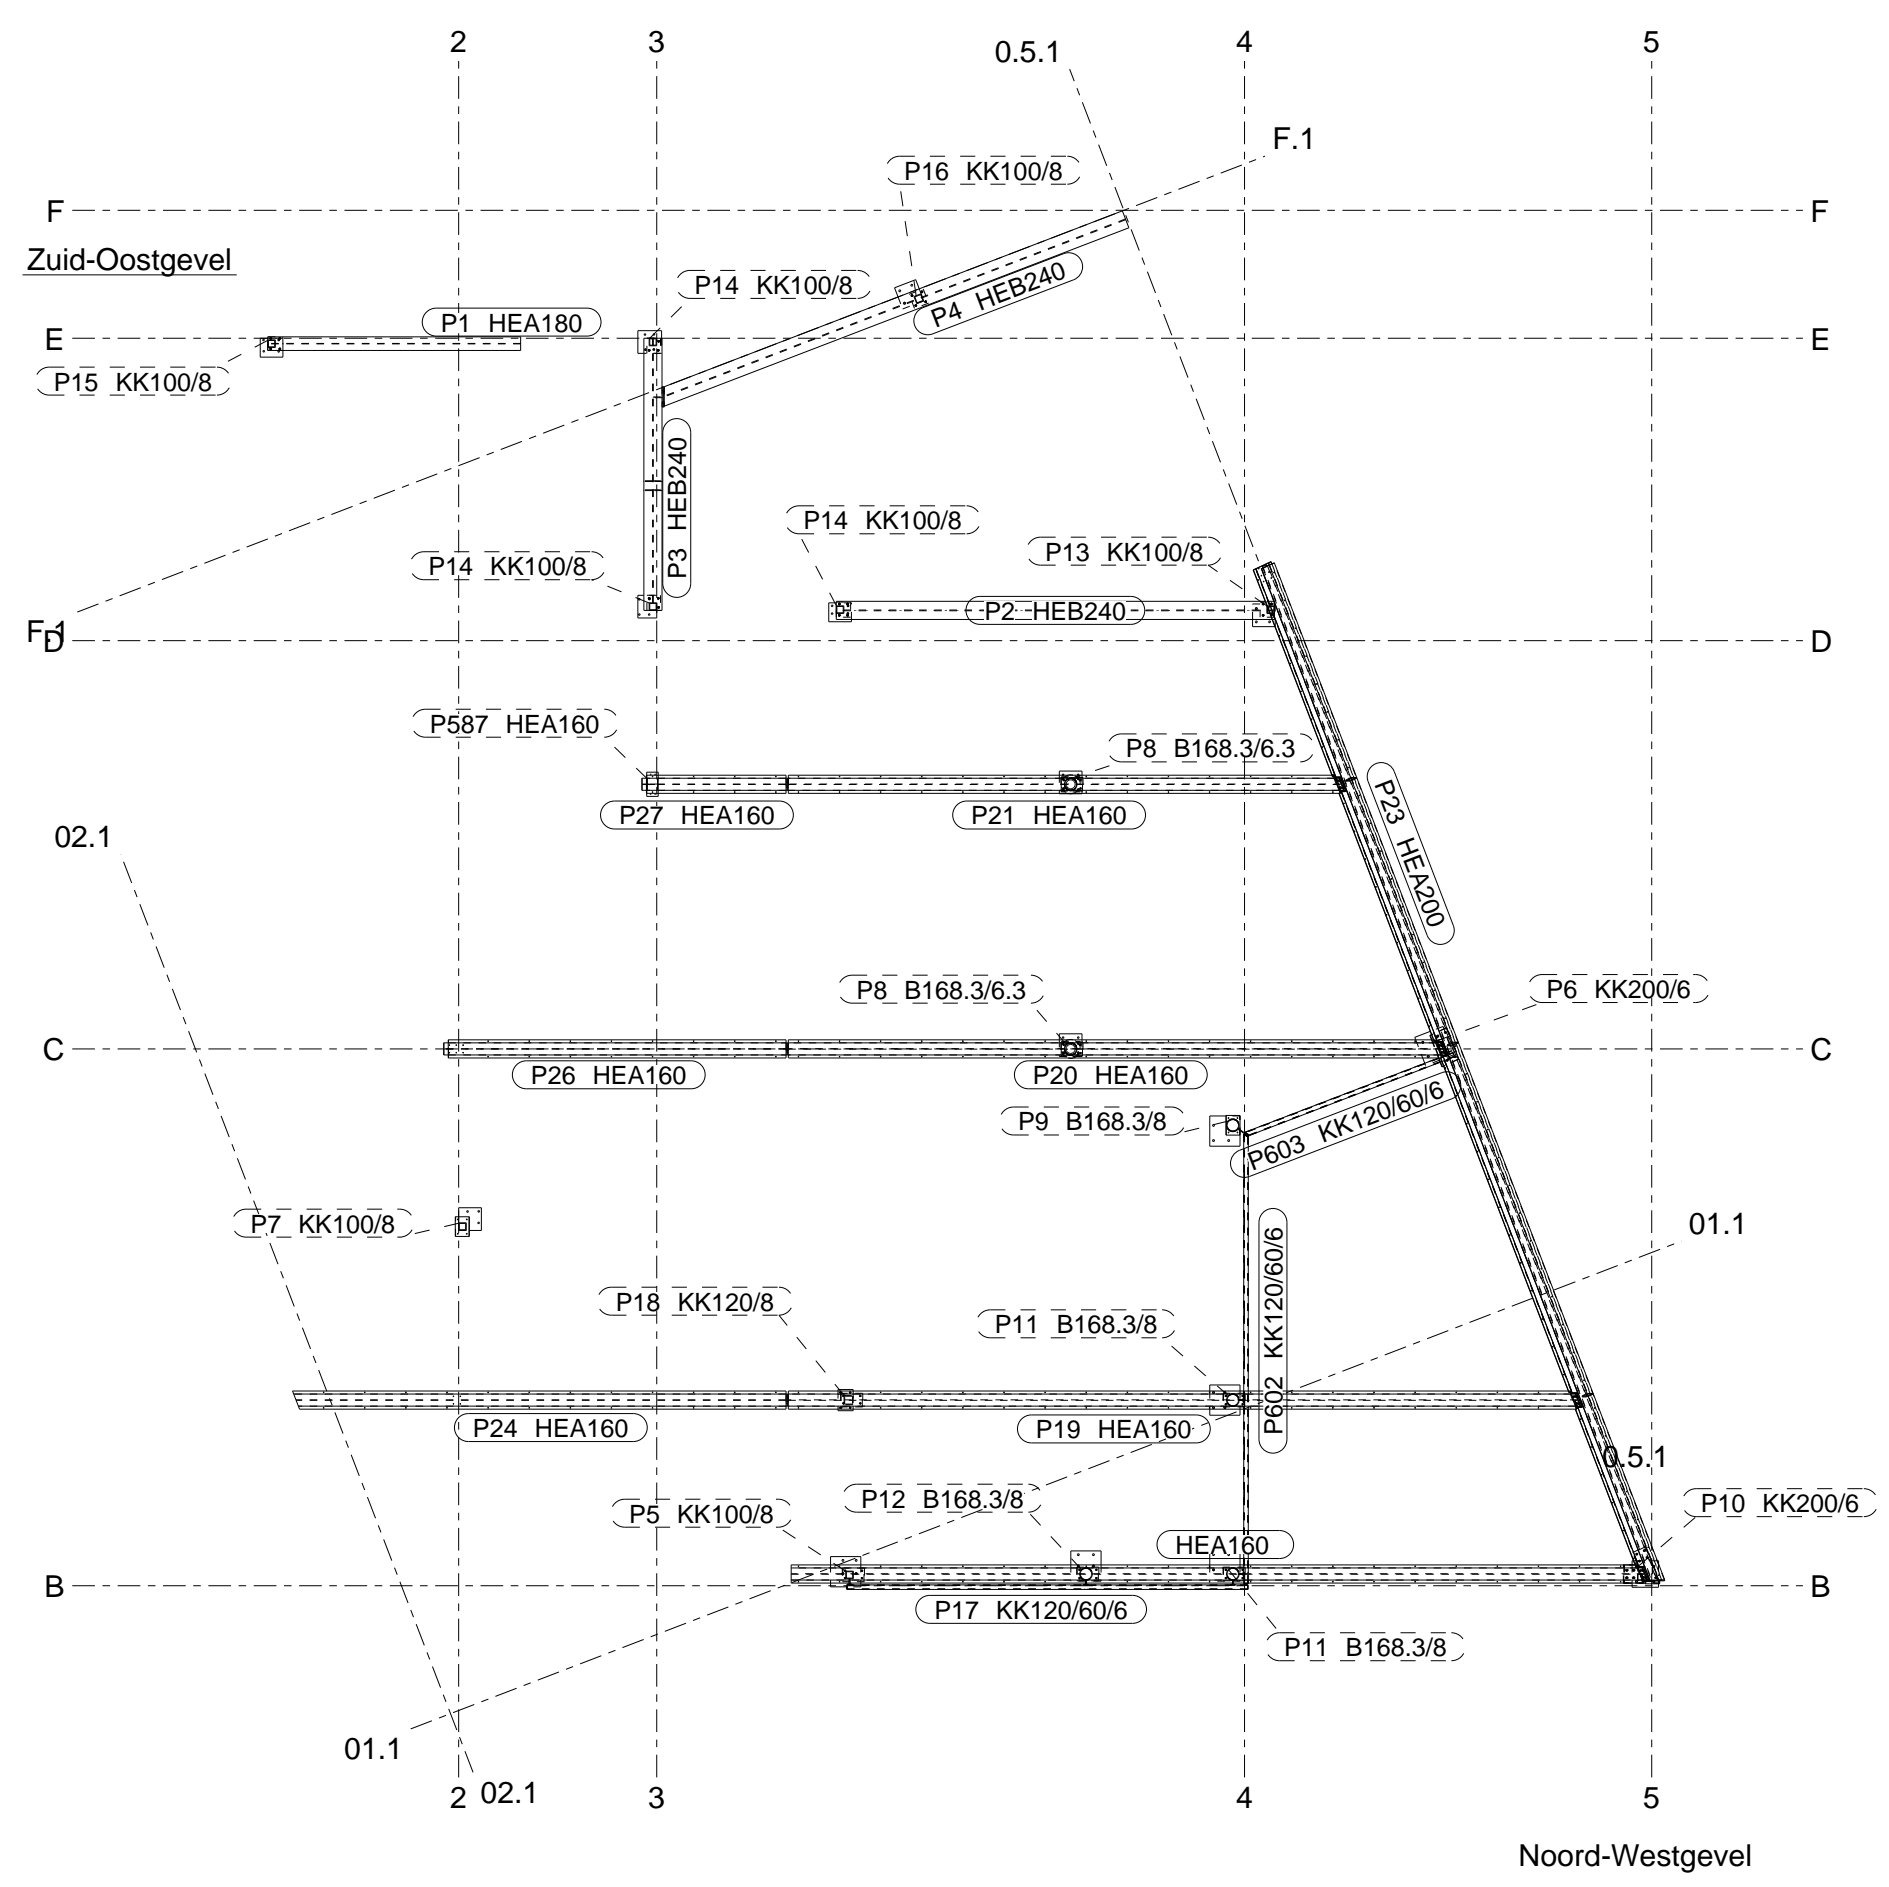 2
3
0.5.1
4
5
F.1
P16 KK100/8
F
F
Zuid-Oostgevel
P14 KK100/8
P4 HEB240
P1 HEA180
E
E
P15 KK100/8
P3 HEB240
P14 KK100/8
P13 KK100/8
P14 KK100/8
P2 HEB240
F.1
D
D
P587 HEA160
P8 B168.3/6.3
P27 HEA160
P21 HEA160
P23 HEA200
02.1
P8 B168.3/6.3
P6 KK200/6
C
C
P26 HEA160
P20 HEA160
P9 B168.3/8
P603 KK120/60/6
P7 KK100/8
01.1
P18 KK120/8
P11 B168.3/8
P602 KK120/60/6
P24 HEA160
P19 HEA160
0.5.1
P12 B168.3/8
P5 KK100/8
P10 KK200/6
HEA160
B
B
P17 KK120/60/6
P11 B168.3/8
01.1
2
02.1
3
4
5
Noord-Westgevel